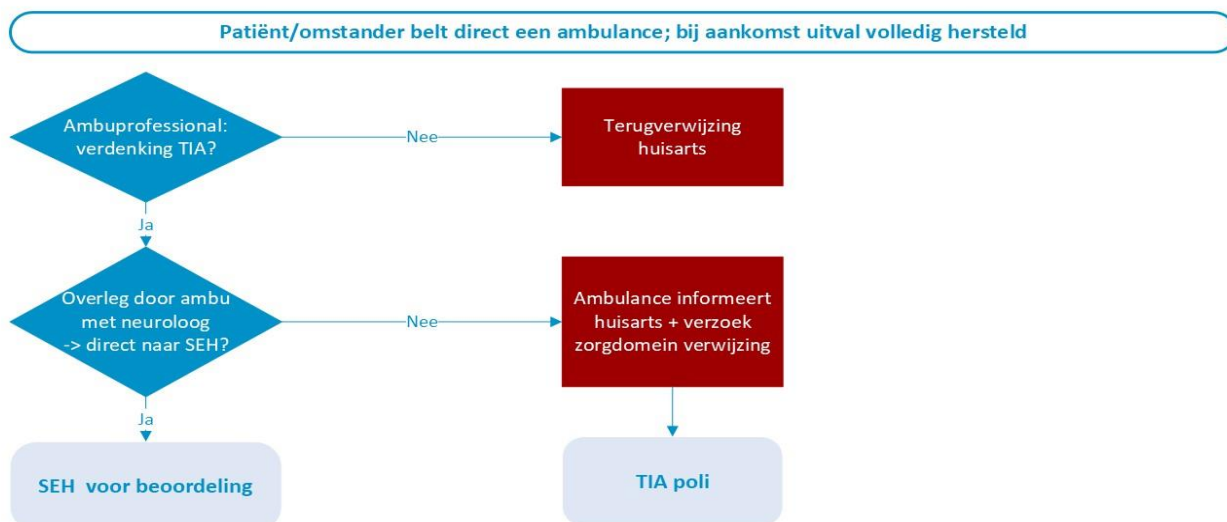 Patiënt/omstander belt direct een ambulance; bij aankomst uitval volledig hersteld
Ambuprofessional:
verdenking TIA?
Nee
Terugverwijzing
huisarts
Ja
Overleg door ambu
met neuroloog
-> direct naar SEH?
Nee
Ambulance informeert
huisarts + verzoek
zorgdomein verwijzing
Ja
SEH voor beoordeling
TIA poli